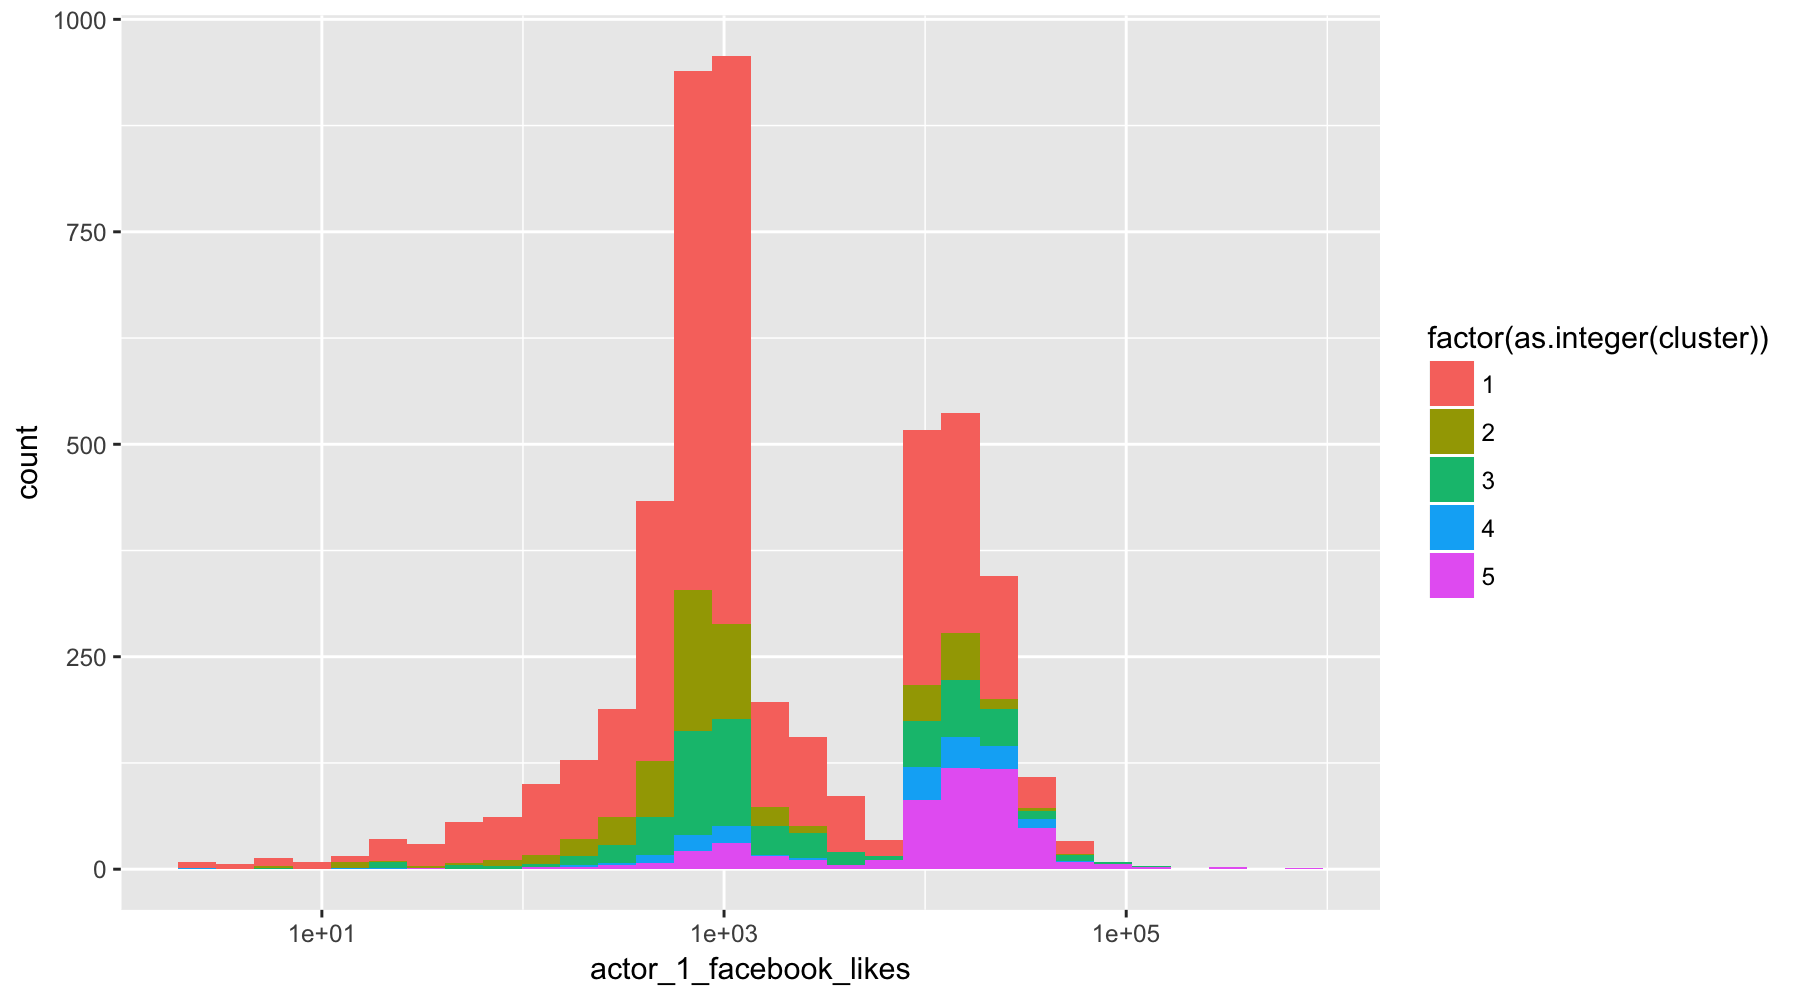 1000
750
500
250
0
count
1e+01
1e+03
1e+05
actor_1_facebook_likes
factor(as.integer(cluster))
1
2
3
4
5